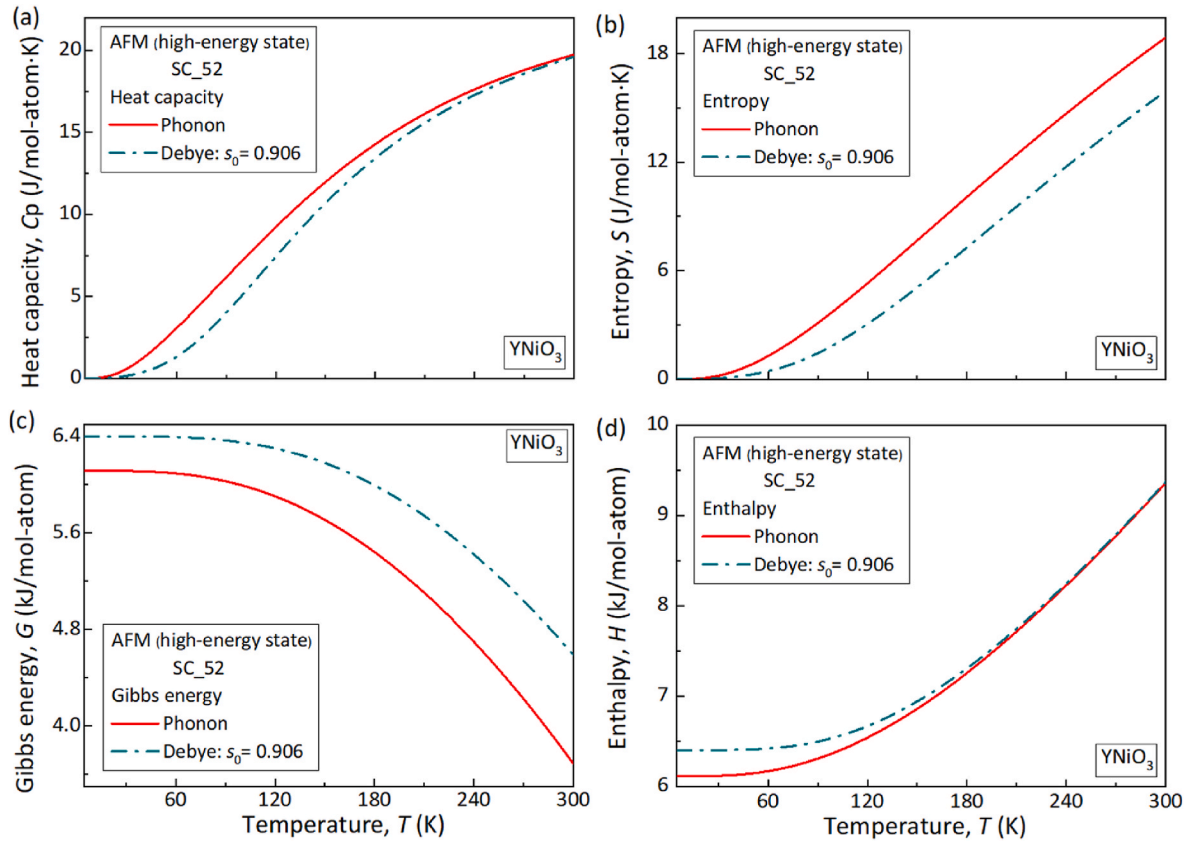 (a)
Heat capacity, Cp (J/mol-atom·K)
20
15
10
5
0
AFM (high-energy state)
SC_52
Heat capacity
Phonon
Debye: s₀= 0.906
YNiO₃
(b)
Entropy, S (J/mol-atom·K)
18
12
6
0
AFM (high-energy state)
SC_52
Entropy
Phonon
Debye: s₀= 0.906
YNiO₃
(c)
Gibbs energy, G (kJ/mol-atom)
6.4
5.6
4.8
4.0
YNiO₃
AFM (high-energy state)
SC_52
Gibbs energy
Phonon
Debye: s₀= 0.906
60 120 180 240 300
Temperature, T (K)
(d)
Enthalpy, H (kJ/mol-atom)
10
9
8
7
6
AFM (high-energy state)
SC_52
Enthalpy
Phonon
Debye: s₀= 0.906
YNiO₃
60 120 180 240 300
Temperature, T (K)